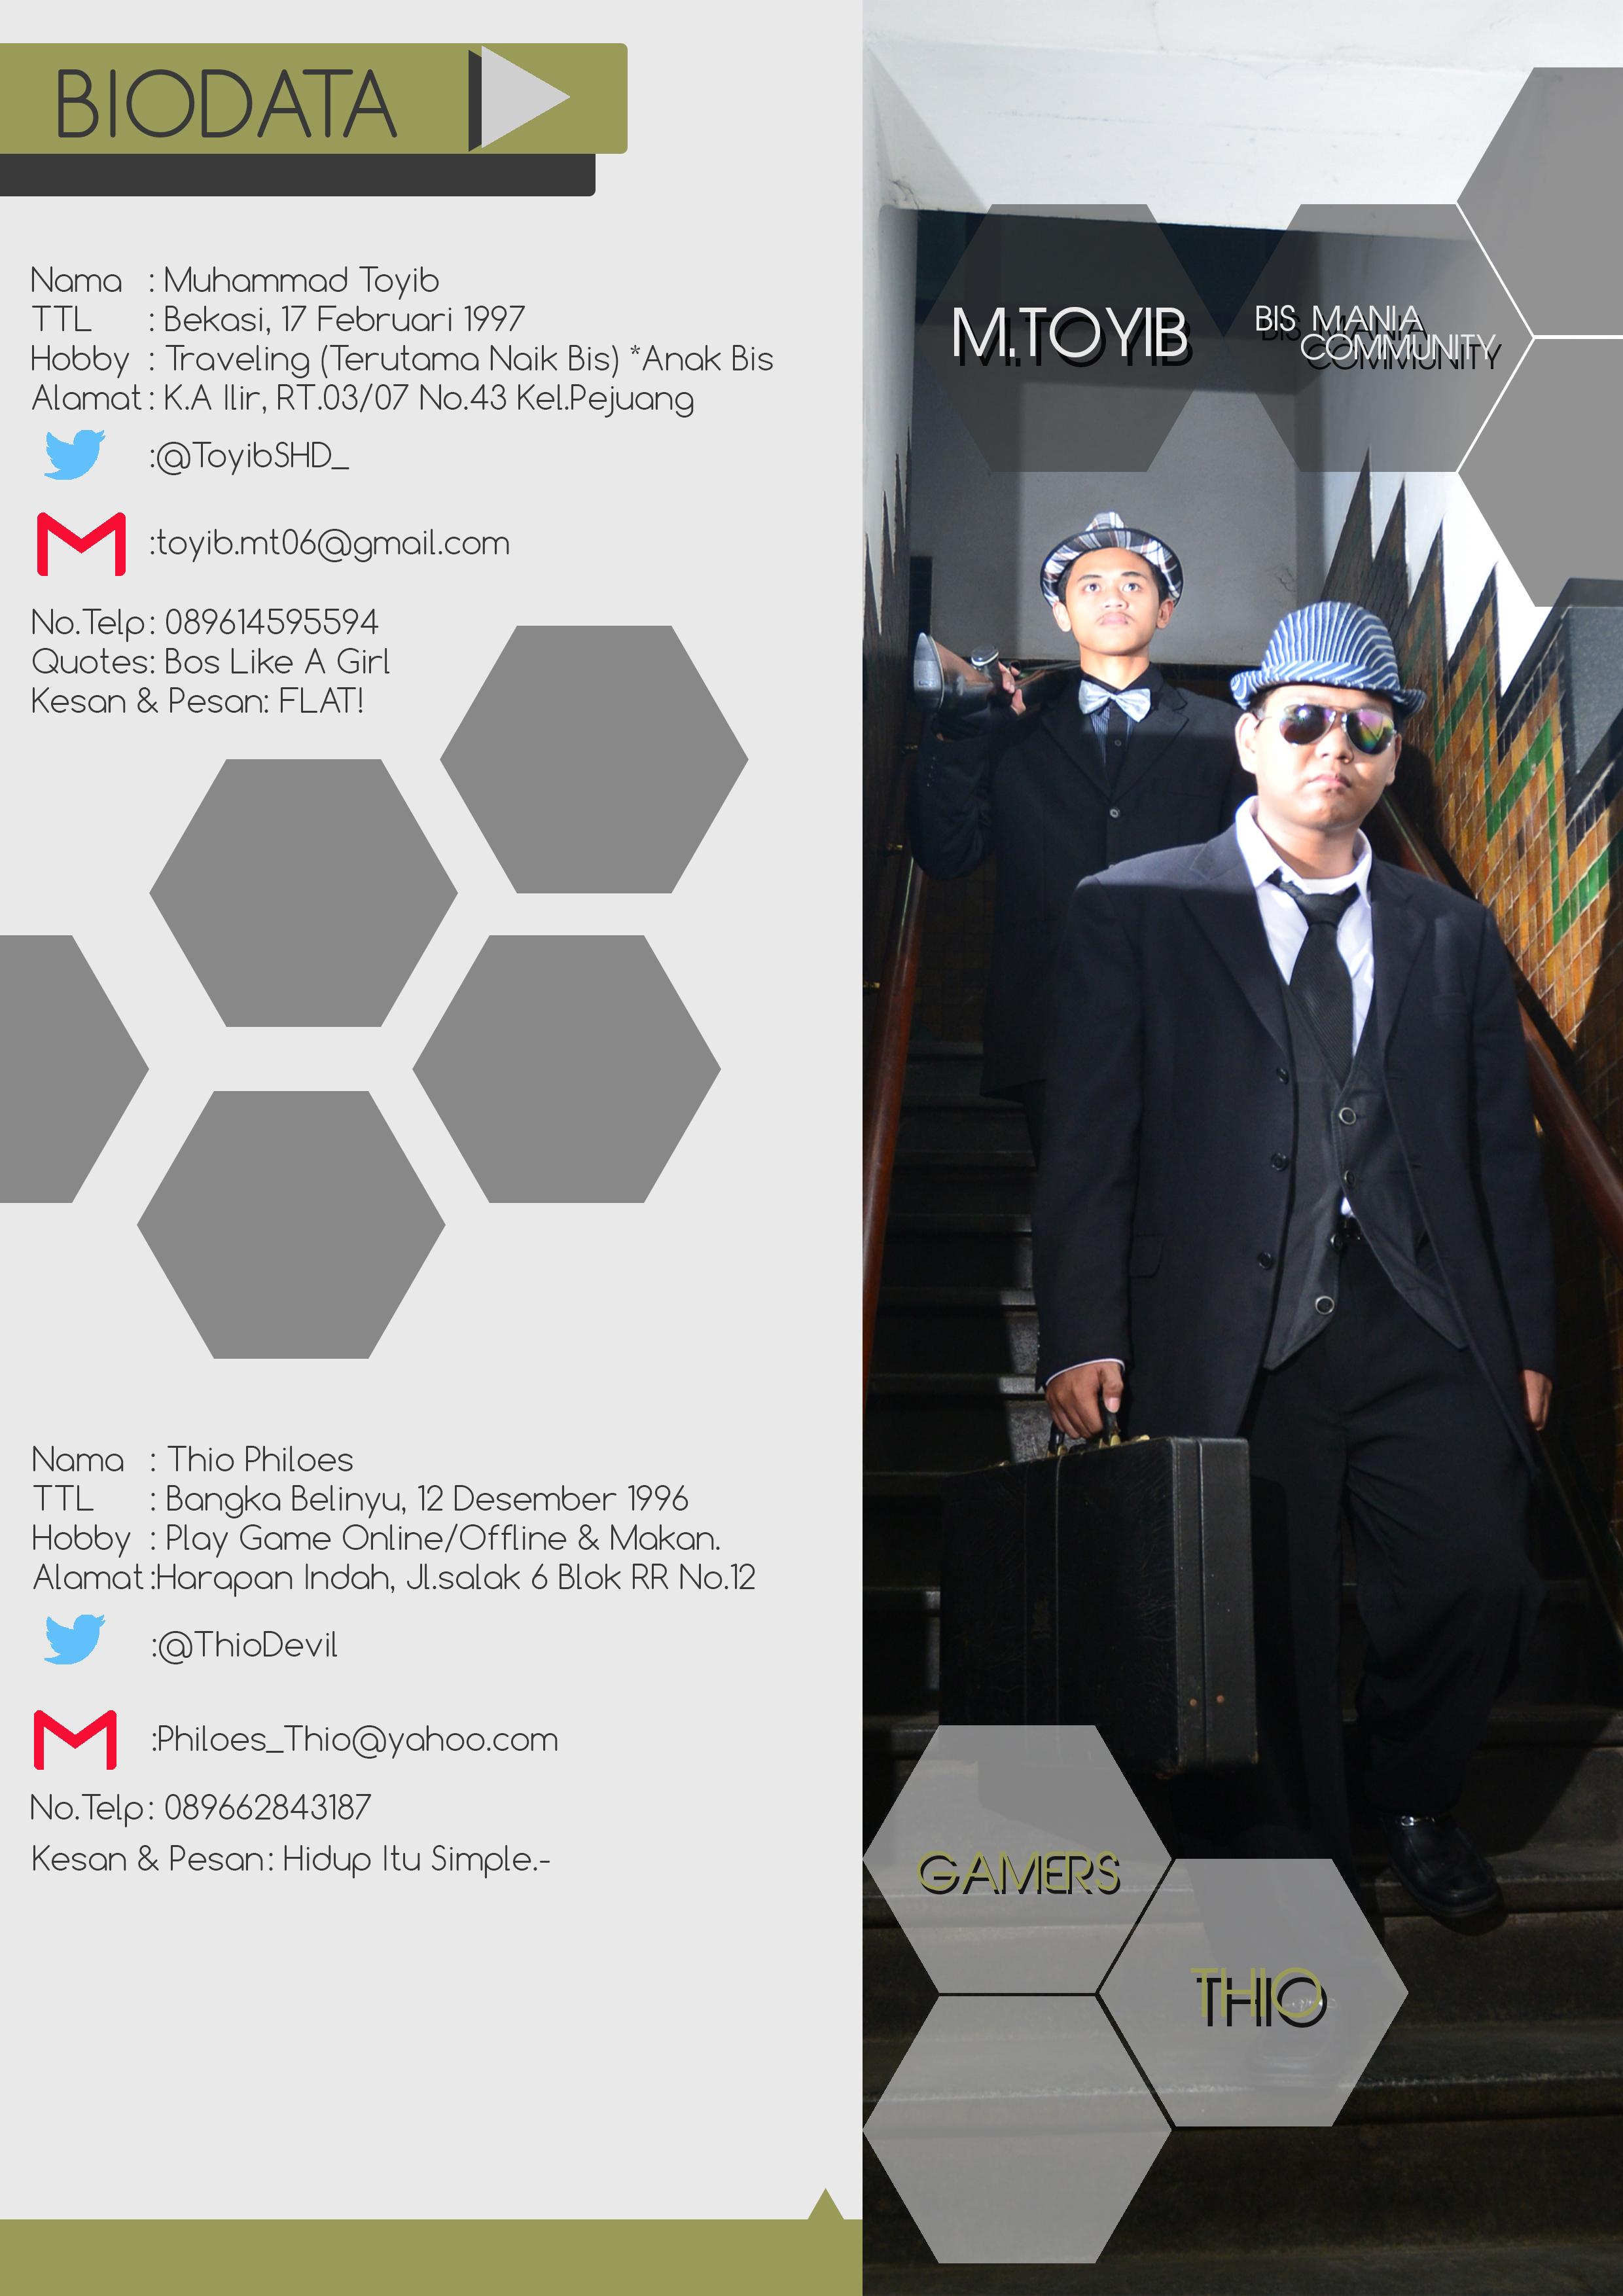 BIODATA
Nama : Muhammad Toyib
TTL : Bekasi, 17 Februari 1997
Hobby : Traveling (Terutama Naik Bis) *Anak Bis
Alamat : K.A Ilir, RT.03/07 No.43 Kel.Pejuang
:@ToyibSHD_
:toyib.mt06@gmail.com
No.Telp : 089614595594
Quotes: Bos Like A Girl
Kesan & Pesan: FLAT!
Nama : Thio Philoes
TTL : Bangka Belinyu, 12 Desember 1996
Hobby : Play Game Online/Offline & Makan.
Alamat :Harapan Indah, Jl.salak 6 Blok RR No.12
:@ThioDevil
:Philoes_Thio@yahoo.com
No.Telp : 089662843187
Kesan & Pesan : Hidup Itu Simple.-
M.TOYIB
BIS MANIA
COMMUNITY
GAMERS
THIO